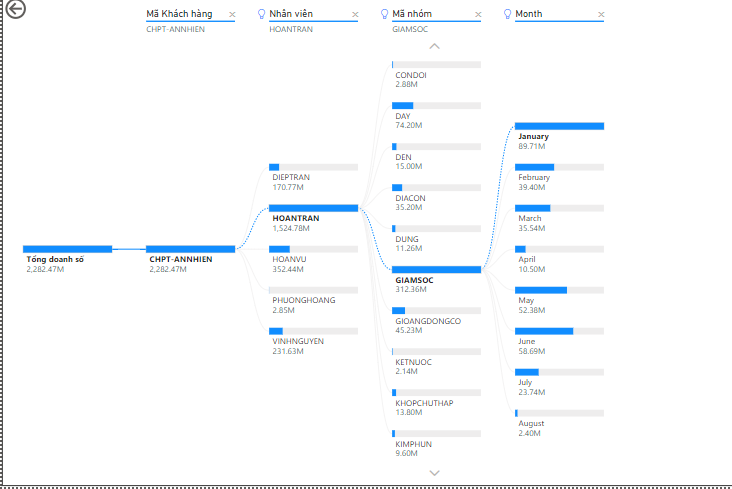 Mã Khách hàng
CHPT-ANNHIEN
Nhân viên
HOANTRAN
Mã nhóm
GIAMSOC
Month
Tổng doanh số
2,282.47M
CHPT-ANNHIEN
2,282.47M
DIEPTRAN
170.77M
HOANTRAN
1,524.78M
HOANVU
352.44M
PHUONGHOANG
2.85M
VINHNGUYEN
231.63M
CONDOI
2.88M
DAY
74.20M
DEN
15.00M
DIACON
35.20M
DUNG
11.26M
GIAMSOC
312.36M
GIOANGDONGCO
45.23M
KETNUOC
2.14M
KHOPCHUTHAP
13.80M
KIMPHUN
9.60M
January
89.71M
February
39.40M
March
35.54M
April
10.50M
May
52.38M
June
58.69M
July
23.74M
August
2.40M